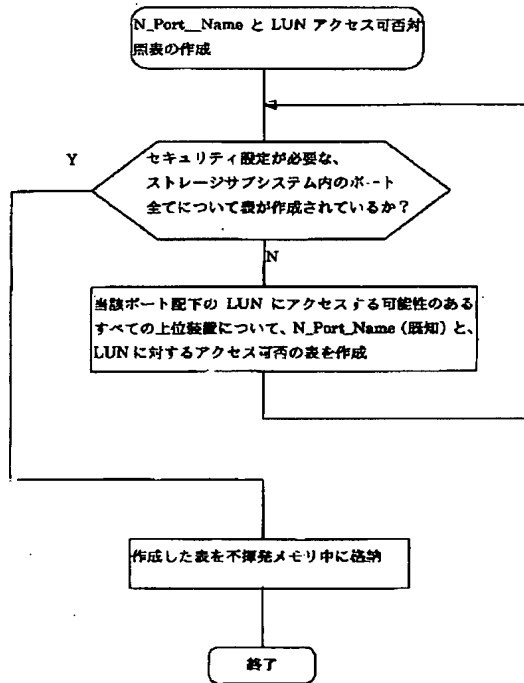 N_Port__Name と LUN アクセス可否対
照表の作成
Y
セキュリティ設定が必要な、
ストレージサブシステム内のポート
全てについて表が作成されているか？
N
当該ポート配下の LUN にアクセスする可能性のある
すべての上位装置について、N_Port_Name（既知）と、
LUN に対するアクセス可否の表を作成
作成した表を不揮発メモリ中に格納
終了